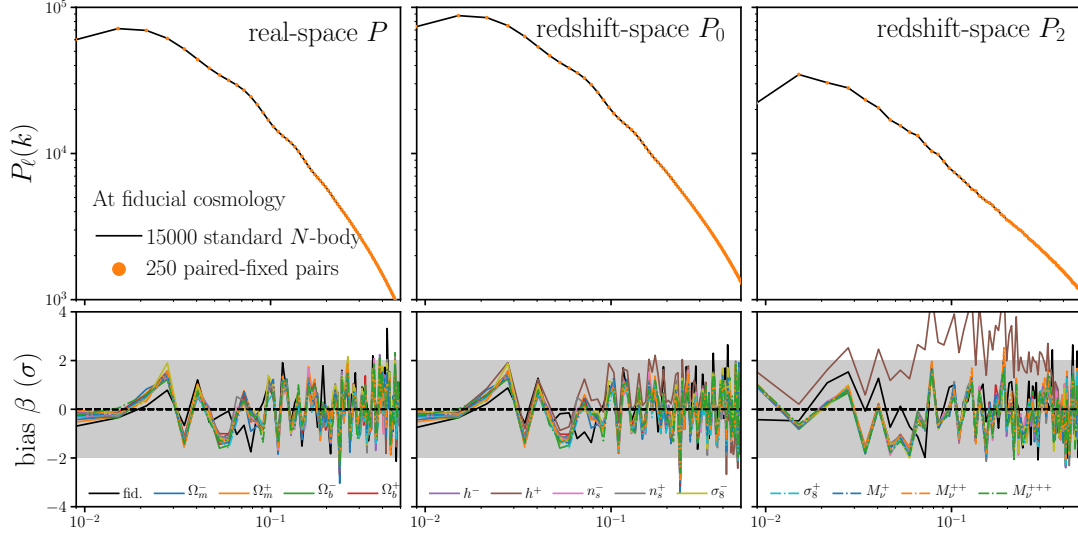 real-space P
redshift-space P_0
redshift-space P_2
P_ℓ(k)
10^5
10^4
10^3
At fiducial cosmology
15000 standard N-body
250 paired-fixed pairs
bias β (σ)
4
2
0
−2
−4
fid.
Ω_m^−
Ω_m^+
Ω_b^−
Ω_b^+
h^−
h^+
n_s^−
n_s^+
σ_8^−
σ_8^+
M_ν^+
M_ν^{++}
M_ν^{+++}
10^{−2}
10^{−1}
10^{−2}
10^{−1}
10^{−2}
10^{−1}